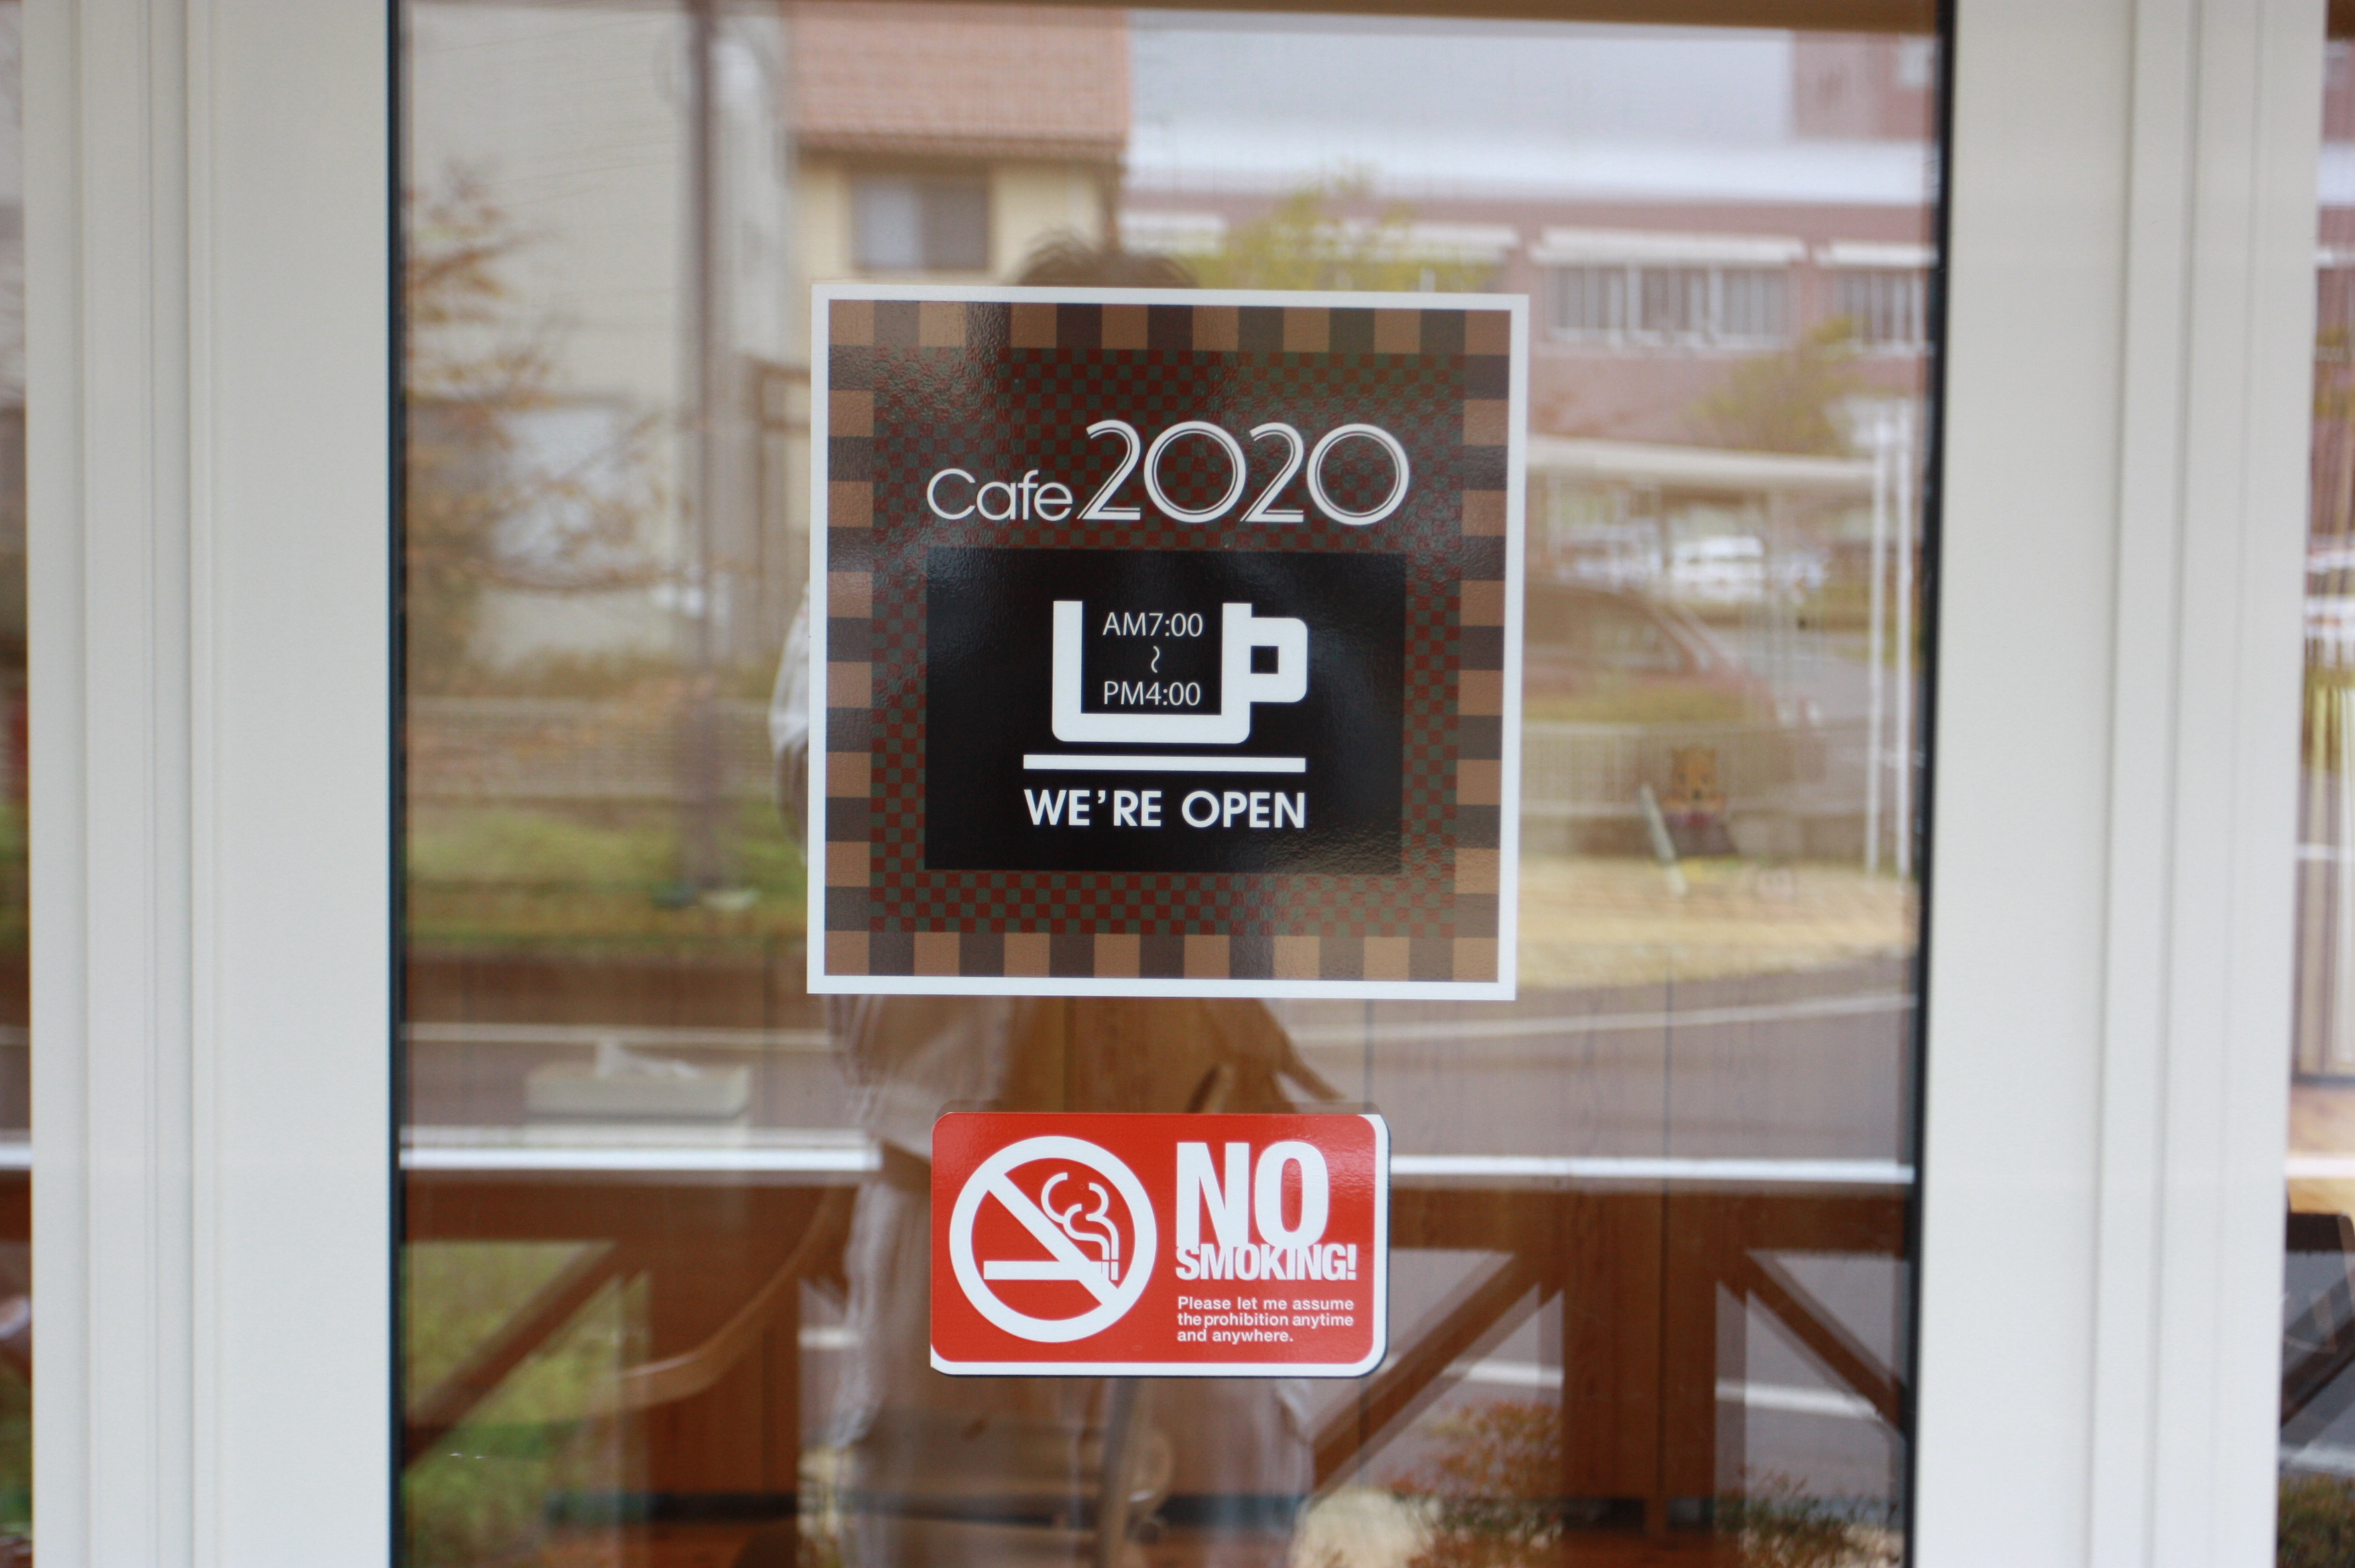 Cafe 2020
AM7:00
~
PM4:00
WE'RE OPEN
NO
SMOKING!
Please let me assume
the prohibition anytime
and anywhere.